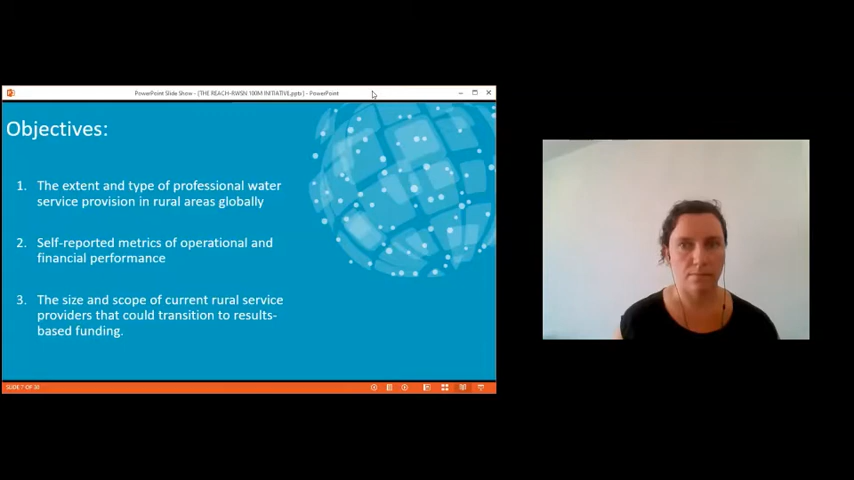 PowerPoint Slide Show - [THE REACH-RWSN 100M INITIATIVE.pptx] - PowerPoint
Objectives:
1. The extent and type of professional water
service provision in rural areas globally
2. Self-reported metrics of operational and
financial performance
3. The size and scope of current rural service
providers that could transition to results-
based funding.
SLIDE 7 OF 30